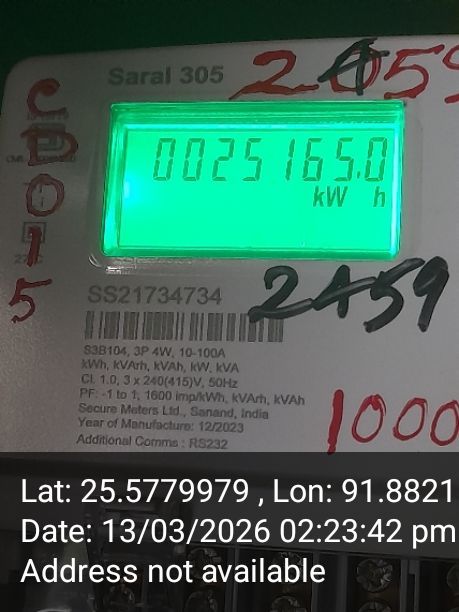 Saral 305
CD015
0025165.0
kW h
SS21734734
2459
S3B104, 3P 4W, 10-100A
kWh, kVArh, kVAh, kW, kVA
Cl. 1.0, 3 x 240(415)V, 50Hz
PF: -1 to 1, 1600 imp/kWh, kVArh, kVAh
Secure Meters Ltd., Sanand, India
Year of Manufacture: 12/2023
Additional Comms : RS232
1000
Lat: 25.5779979 , Lon: 91.8821
Date: 13/03/2026 02:23:42 pm
Address not available